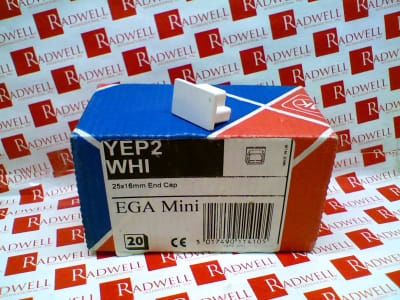 YEP2
WHI
25x16mm End Cap
EGA Mini
20
CE
RADWELL